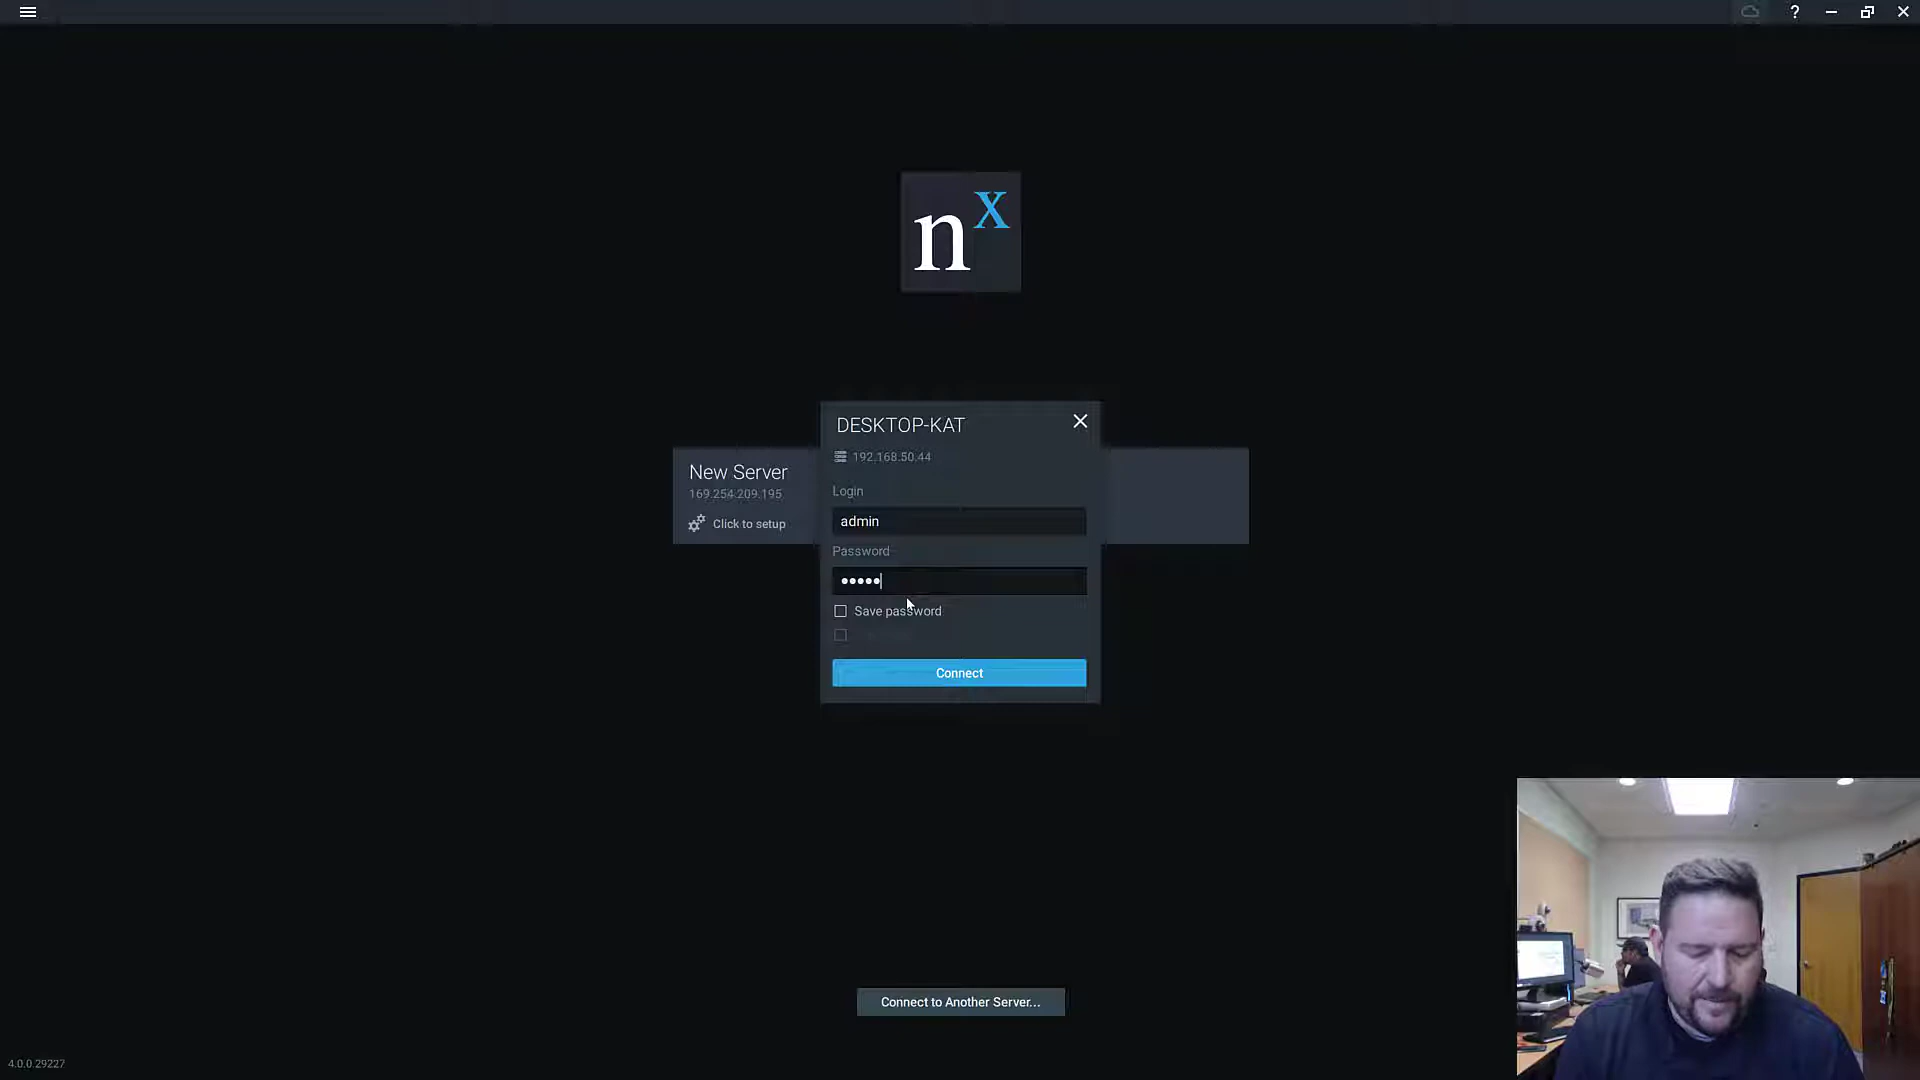 ?
nx
DESKTOP-KAT
192.168.50.44
New Server
169.254.209.195
Click to setup
Login
admin
Password
•••••
Save password
Connect
Connect to Another Server...
4.0.0.29227